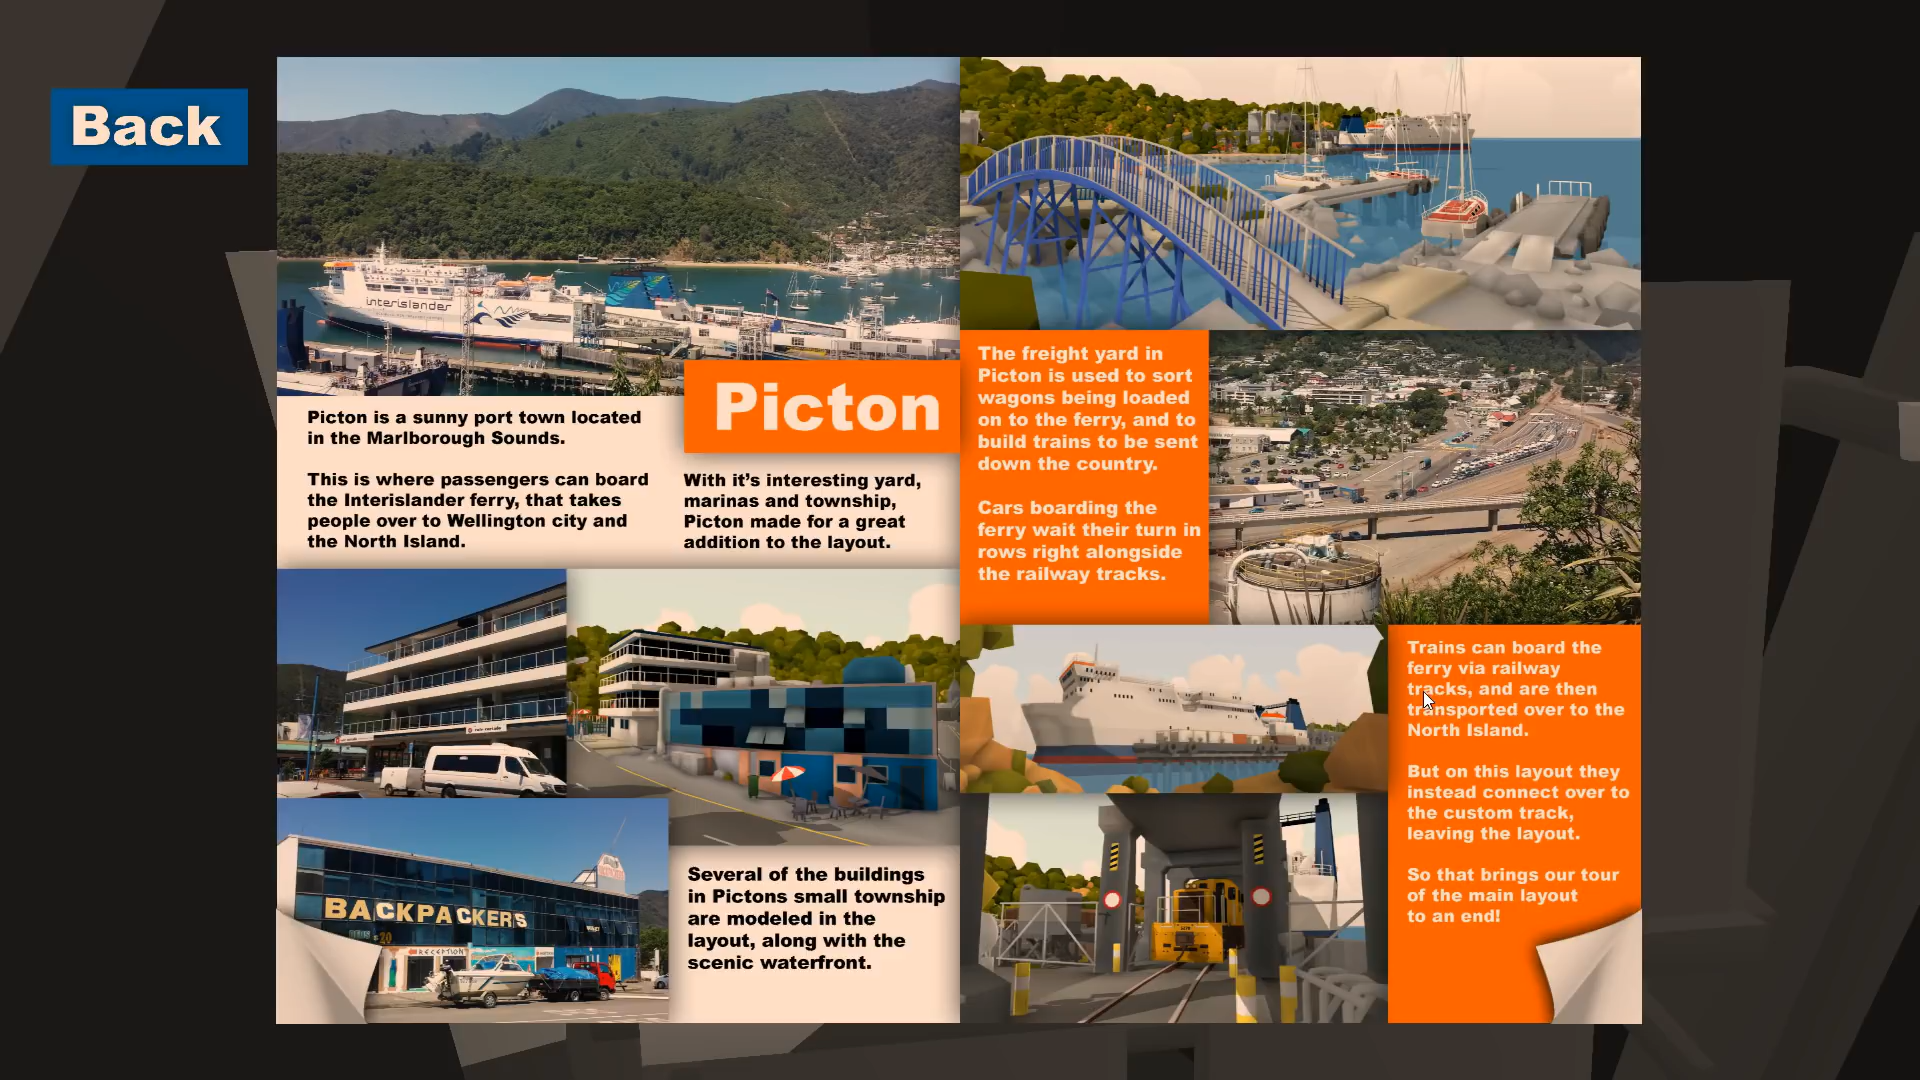 Back
interislander
Picton
Picton is a sunny port town located
in the Marlborough Sounds.
This is where passengers can board
the Interislander ferry, that takes
people over to Wellington city and
the North Island.
With it's interesting yard,
marinas and township,
Picton made for a great
addition to the layout.
BACKPACKERS
RECEPTION
Several of the buildings
in Pictons small township
are modeled in the
layout, along with the
scenic waterfront.
The freight yard in
Picton is used to sort
wagons being loaded
on to the ferry, and to
build trains to be sent
down the country.
Cars boarding the
ferry wait their turn in
rows right alongside
the railway tracks.
Trains can board the
ferry via railway
tracks, and are then
transported over to the
North Island.
But on this layout they
instead connect over to
the custom track,
leaving the layout.
So that brings our tour
of the main layout
to an end!